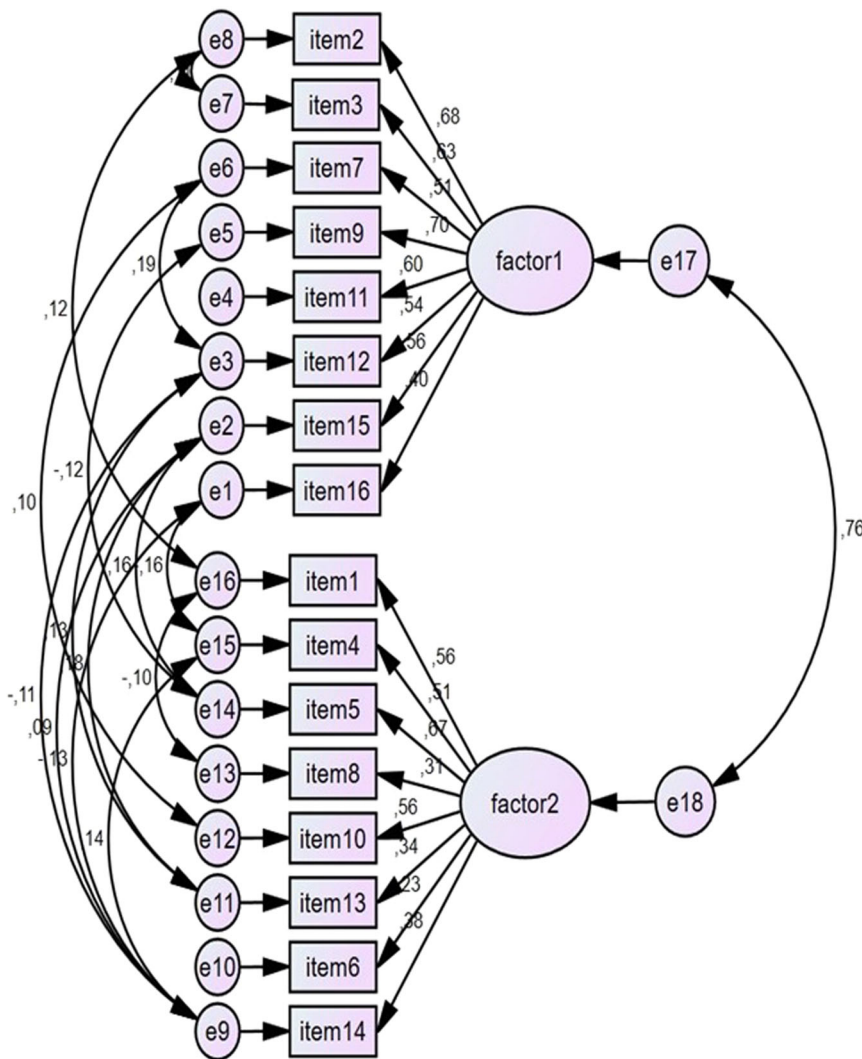 e8 item2
e7 item3
,68
e6 item7
,63
,51
e5 item9
,70
factor1 e17
,19
,60
e4 item11
,54
,12
e3 item12
,56
,40
e2 item15
-,12
e1 item16
,10
,76
,16 -,16
e16 item1
,13
e15 item4
,56
-,10
-,11
e14 item5
,51
,09
,67
-,13
e13 item8
,31
factor2 e18
,56
14
e12 item10
,34
e11 item13
,23
,38
e10 item6
e9 item14